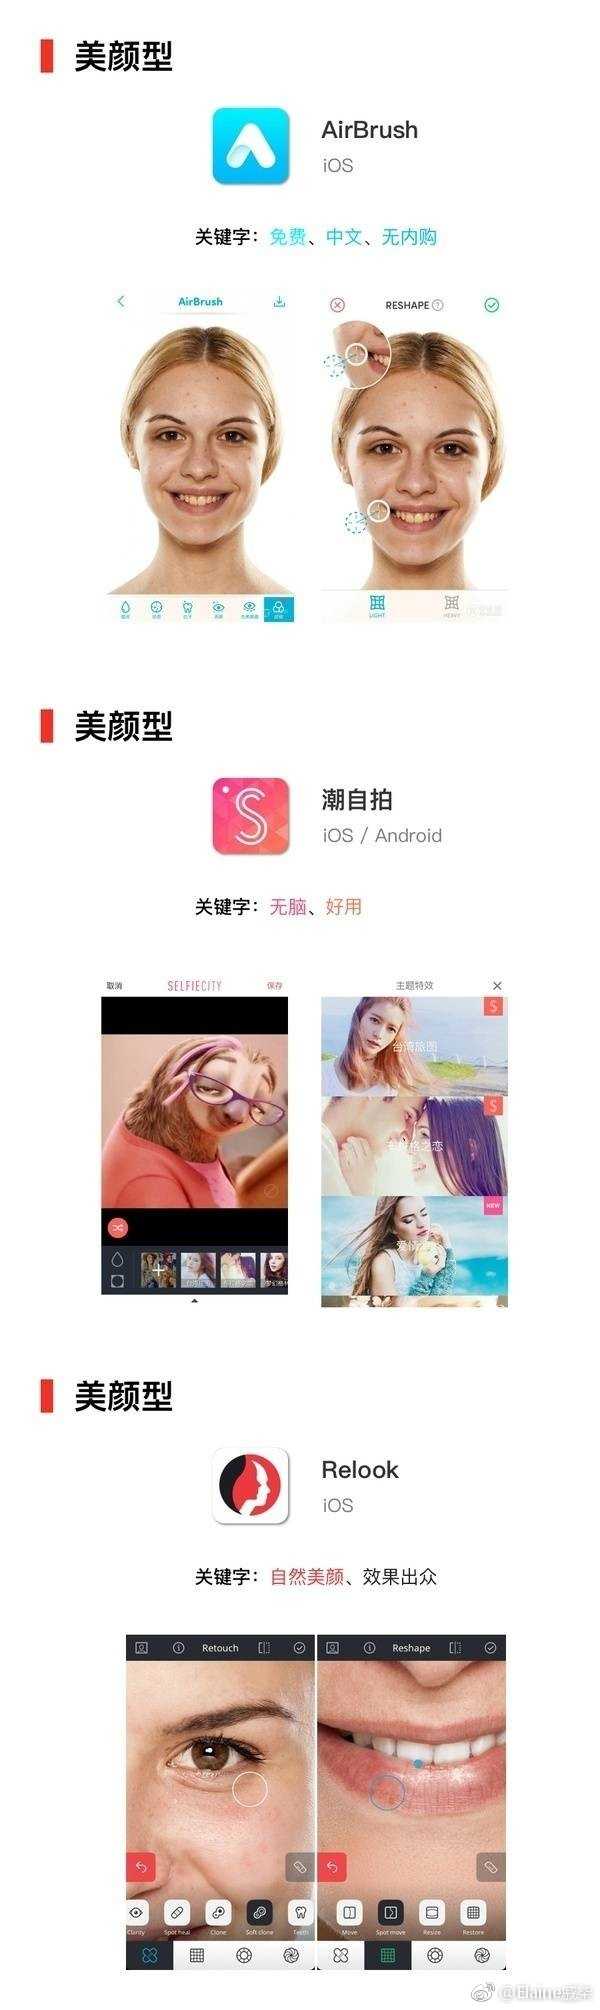 美颜型
AirBrush
iOS
关键字：免费、中文、无内购
AirBrush
RESHAPE ?
LIGHT
HEAVY
美颜型
潮自拍
iOS / Android
关键字：无脑、好用
取消
SELFIECITY
保存
主题特效
S
台湾旅图
S
NEW
美颜型
Relook
iOS
关键字：自然美颜、效果出众
Retouch
Reshape
Clarity
Spot heal
Clone
Soft clone
Teeth
Move
Spot move
Resize
Restore